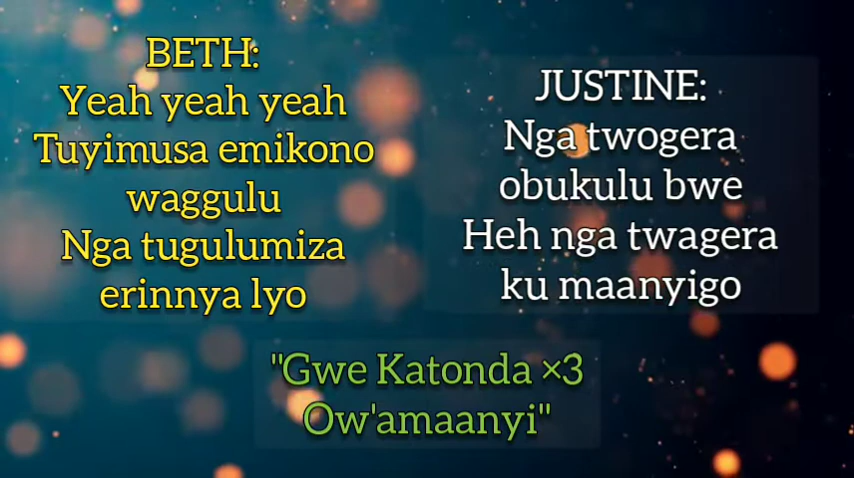 BETH:
Yeah yeah yeah
Tuyimusa emikono
waggulu
Nga tugulumiza
erinnya lyo
JUSTINE:
Nga twogera
obukulu bwe
Heh nga twagera
ku maanyigo
"Gwe Katonda ×3
Ow'amaanyi"